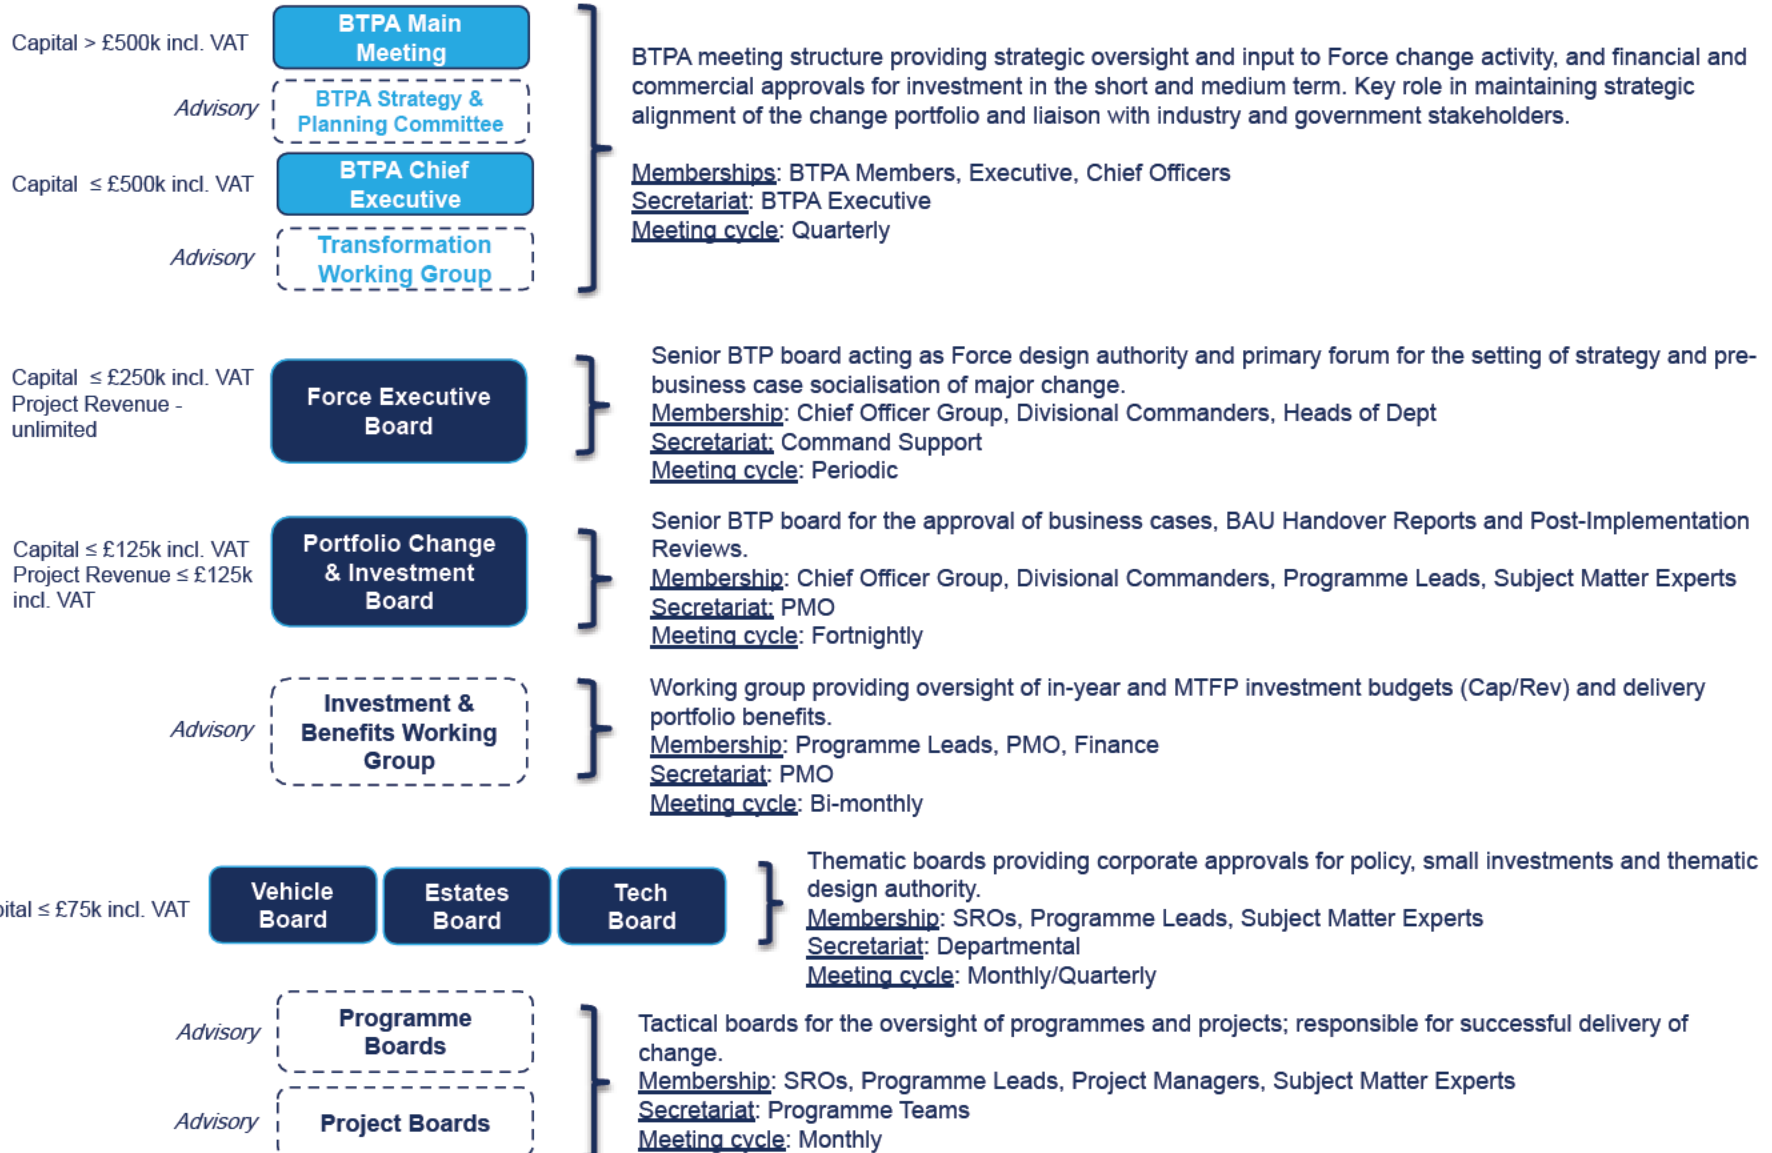 Capital > £500k incl. VAT
BTPA Main
Meeting
Advisory
BTPA Strategy &
Planning Committee
Capital ≤ £500k incl. VAT
BTPA Chief
Executive
Advisory
Transformation
Working Group
BTPA meeting structure providing strategic oversight and input to Force change activity, and financial and
commercial approvals for investment in the short and medium term. Key role in maintaining strategic
alignment of the change portfolio and liaison with industry and government stakeholders.
Memberships: BTPA Members, Executive, Chief Officers
Secretariat: BTPA Executive
Meeting cycle: Quarterly
Capital ≤ £250k incl. VAT
Project Revenue -
unlimited
Force Executive
Board
Senior BTP board acting as Force design authority and primary forum for the setting of strategy and pre-
business case socialisation of major change.
Membership: Chief Officer Group, Divisional Commanders, Heads of Dept
Secretariat: Command Support
Meeting cycle: Periodic
Capital ≤ £125k incl. VAT
Project Revenue ≤ £125k
incl. VAT
Portfolio Change
& Investment
Board
Senior BTP board for the approval of business cases, BAU Handover Reports and Post-Implementation
Reviews.
Membership: Chief Officer Group, Divisional Commanders, Programme Leads, Subject Matter Experts
Secretariat: PMO
Meeting cycle: Fortnightly
Advisory
Investment &
Benefits Working
Group
Working group providing oversight of in-year and MTFP investment budgets (Cap/Rev) and delivery
portfolio benefits.
Membership: Programme Leads, PMO, Finance
Secretariat: PMO
Meeting cycle: Bi-monthly
pital ≤ £75k incl. VAT
Vehicle
Board
Estates
Board
Tech
Board
Thematic boards providing corporate approvals for policy, small investments and thematic
design authority.
Membership: SROs, Programme Leads, Subject Matter Experts
Secretariat: Departmental
Meeting cycle: Monthly/Quarterly
Advisory
Programme
Boards
Advisory
Project Boards
Tactical boards for the oversight of programmes and projects; responsible for successful delivery of
change.
Membership: SROs, Programme Leads, Project Managers, Subject Matter Experts
Secretariat: Programme Teams
Meeting cycle: Monthly